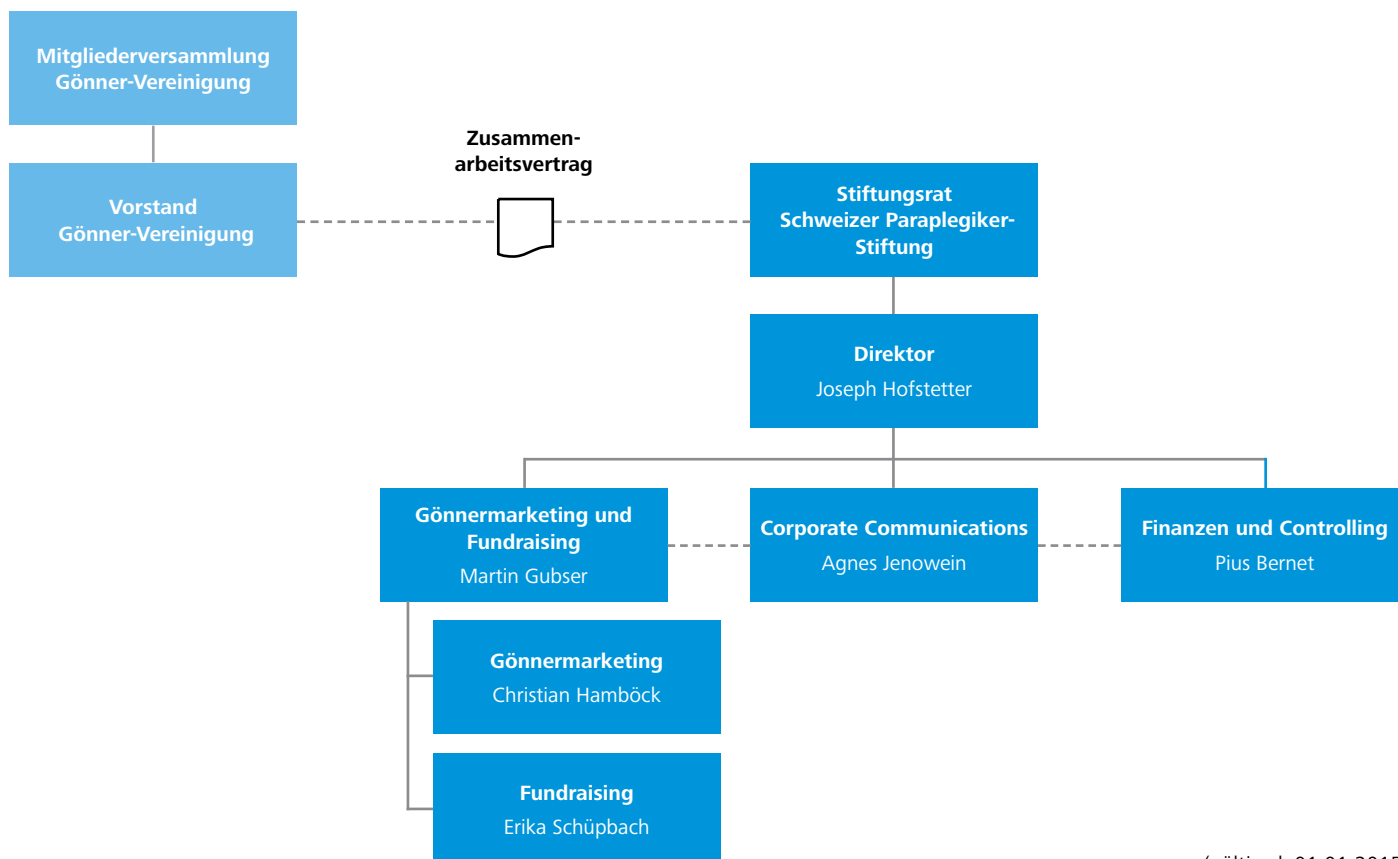 Mitgliederversammlung
Gönner-Vereinigung
Zusammen-
arbeitsvertrag
Vorstand
Gönner-Vereinigung
Stiftungsrat
Schweizer Paraplegiker-
Stiftung
Direktor
Joseph Hofstetter
Gönnermarketing und
Fundraising
Martin Gubser
Corporate Communications
Agnes Jenowein
Finanzen und Controlling
Pius Bernet
Gönnermarketing
Christian Hamböck
Fundraising
Erika Schüpbach